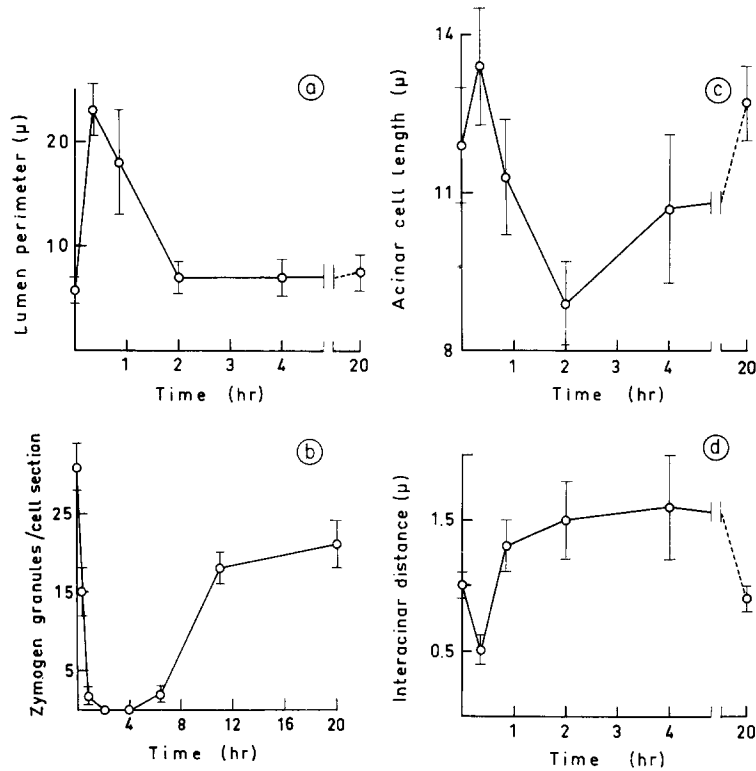 a
Lumen perimeter (µ)
20
10
1 2 3 4 20
Time (hr)
c
Acinar cell length (µ)
14
11
8
1 2 3 4 20
Time (hr)
b
Zymogen granules/cell section
25
15
5
4 8 12 16 20
Time (hr)
d
Interacinar distance (µ)
1.5
0.5
1 2 3 4 20
Time (hr)